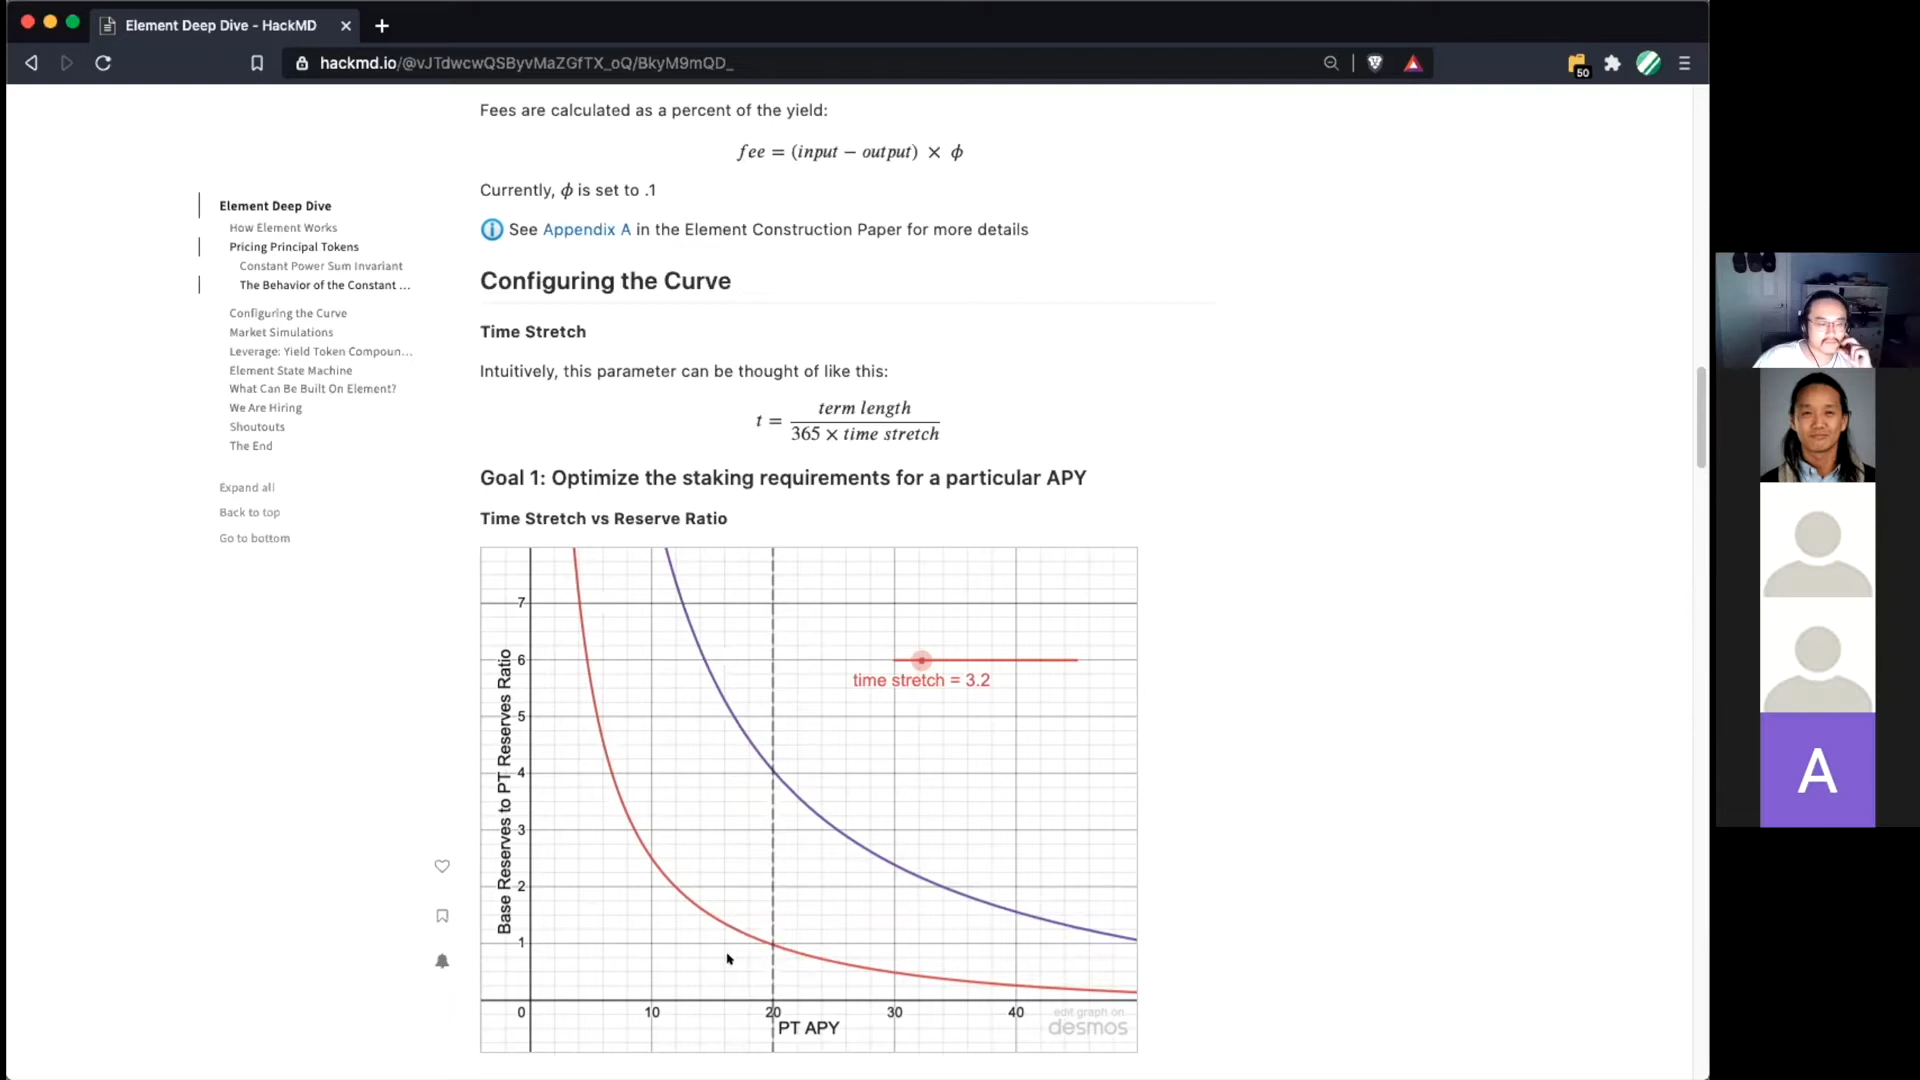 Element Deep Dive - HackMD
hackmd.io/@vJTdwcwQSByvMaZGfTX_oQ/BkyM9mQD_
50
Fees are calculated as a percent of the yield:
fee = (input − output) × ϕ
Currently, ϕ is set to .1
See Appendix A in the Element Construction Paper for more details
Element Deep Dive
How Element Works
Pricing Principal Tokens
Constant Power Sum Invariant
The Behavior of the Constant ...
Configuring the Curve
Market Simulations
Leverage: Yield Token Compoun...
Element State Machine
What Can Be Built On Element?
We Are Hiring
Shoutouts
The End
Expand all
Back to top
Go to bottom
Configuring the Curve
Time Stretch
Intuitively, this parameter can be thought of like this:
t = term length / 365 × time stretch
Goal 1: Optimize the staking requirements for a particular APY
Time Stretch vs Reserve Ratio
Base Reserves to PT Reserves Ratio
7
6
5
4
3
2
1
time stretch = 3.2
0 10 20 30 40
PT APY
edit graph on
desmos
A